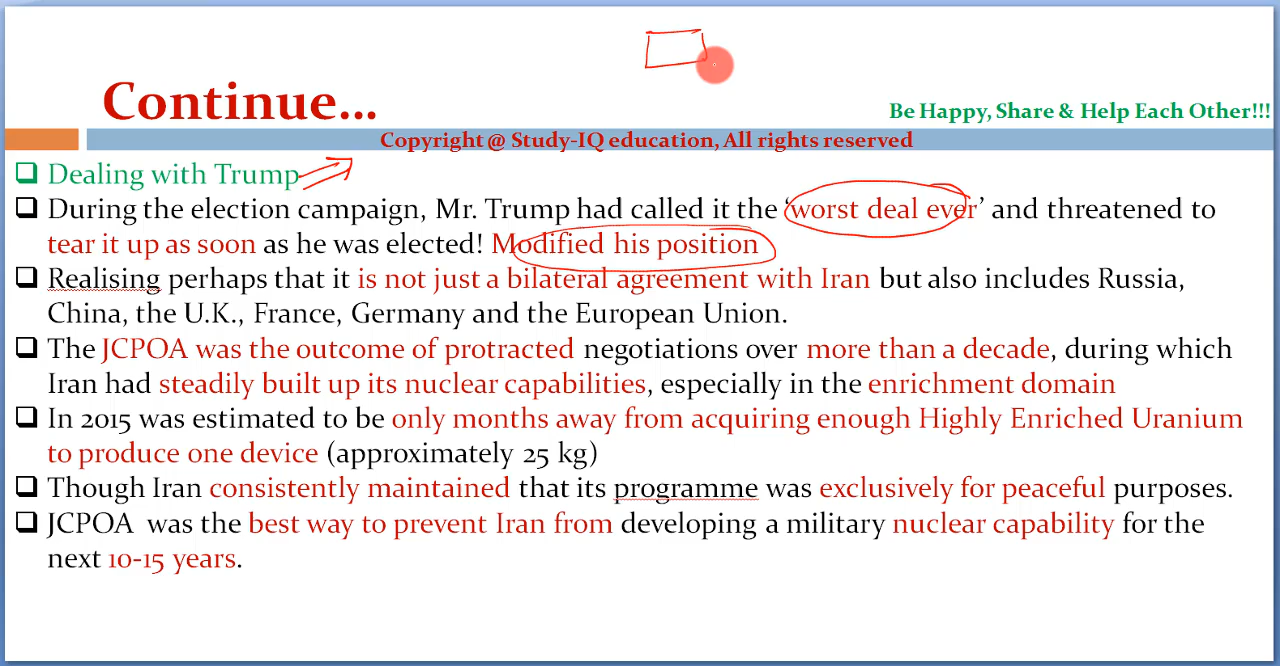 Continue...
Be Happy, Share & Help Each Other!!!
Copyright @ Study-IQ education, All rights reserved
Dealing with Trump
During the election campaign, Mr. Trump had called it the ‘worst deal ever’ and threatened to
tear it up as soon as he was elected! Modified his position
Realising perhaps that it is not just a bilateral agreement with Iran but also includes Russia,
China, the U.K., France, Germany and the European Union.
The JCPOA was the outcome of protracted negotiations over more than a decade, during which
Iran had steadily built up its nuclear capabilities, especially in the enrichment domain
In 2015 was estimated to be only months away from acquiring enough Highly Enriched Uranium
to produce one device (approximately 25 kg)
Though Iran consistently maintained that its programme was exclusively for peaceful purposes.
JCPOA was the best way to prevent Iran from developing a military nuclear capability for the
next 10-15 years.